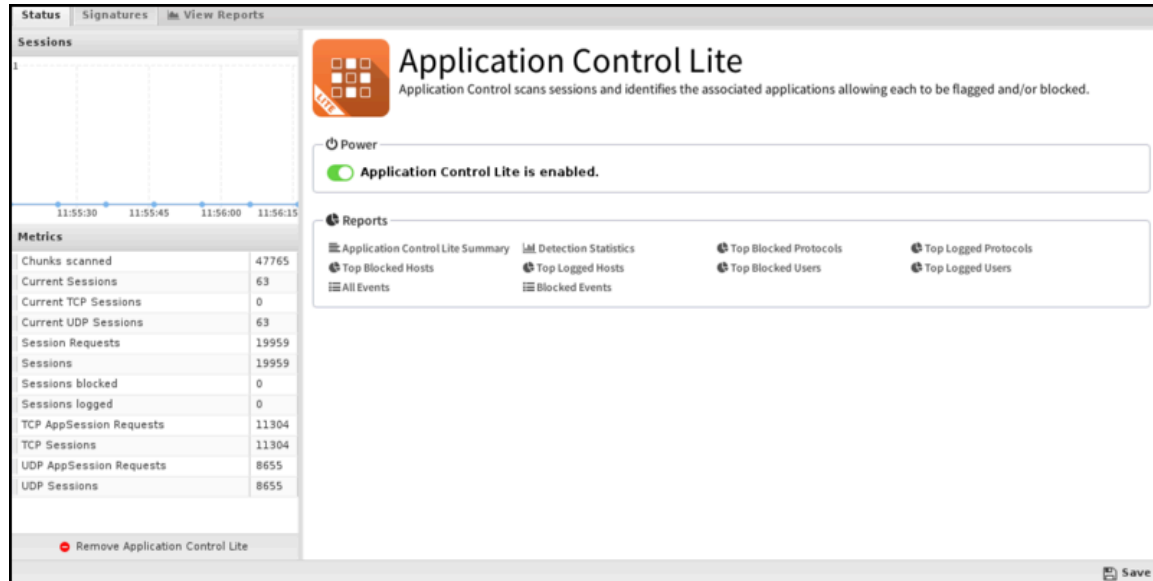 Status Signatures View Reports
Sessions
1
11:55:30 11:55:45 11:56:00 11:56:15
Metrics
Chunks scanned 47765
Current Sessions 63
Current TCP Sessions 0
Current UDP Sessions 63
Session Requests 19959
Sessions 19959
Sessions blocked 0
Sessions logged 0
TCP AppSession Requests 11304
TCP Sessions 11304
UDP AppSession Requests 8655
UDP Sessions 8655
Remove Application Control Lite
LITE
Application Control Lite
Application Control scans sessions and identifies the associated applications allowing each to be flagged and/or blocked.
Power
Application Control Lite is enabled.
Reports
Application Control Lite Summary Detection Statistics Top Blocked Protocols Top Logged Protocols
Top Blocked Hosts Top Logged Hosts Top Blocked Users Top Logged Users
All Events Blocked Events
Save